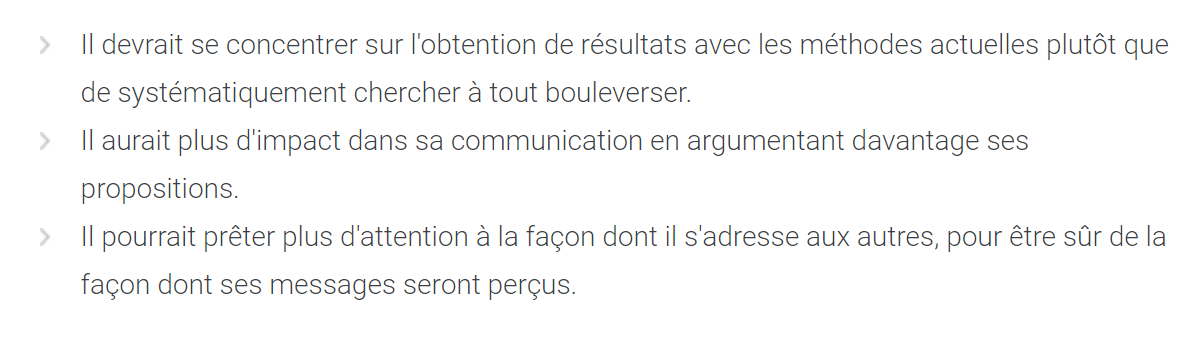 Il devrait se concentrer sur l'obtention de résultats avec les méthodes actuelles plutôt que
de systématiquement chercher à tout bouleverser.
Il aurait plus d'impact dans sa communication en argumentant davantage ses
propositions.
Il pourrait prêter plus d'attention à la façon dont il s'adresse aux autres, pour être sûr de la
façon dont ses messages seront perçus.